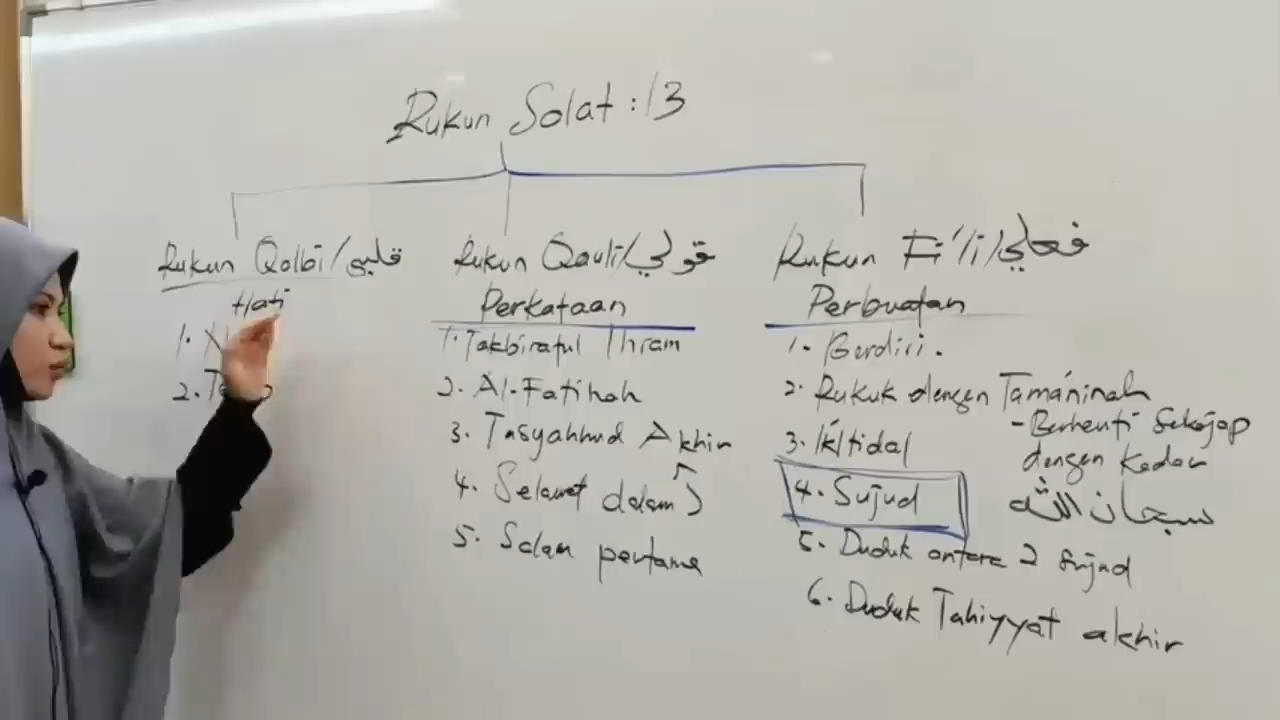 Rukun Solat : 13
Rukun Qolbi / قلبي
Hati
1.
2.
Rukun Qauli / قولي
Perkataan
1. Takbiratul Ihram
2. Al-Fatihah
3. Tasyahhud Akhir
4. Selawat dalam
5. Salam pertama
Rukun Fi'li / فعلي
Perbuatan
1. Berdiri.
2. Rukuk dengan Tama'ninah
- Berhenti Sekejap
dengan Kadar
سبحان الله
3. Iktidal
4. Sujud
5. Duduk antara 2 Sujud
6. Duduk Tahiyyat akhir